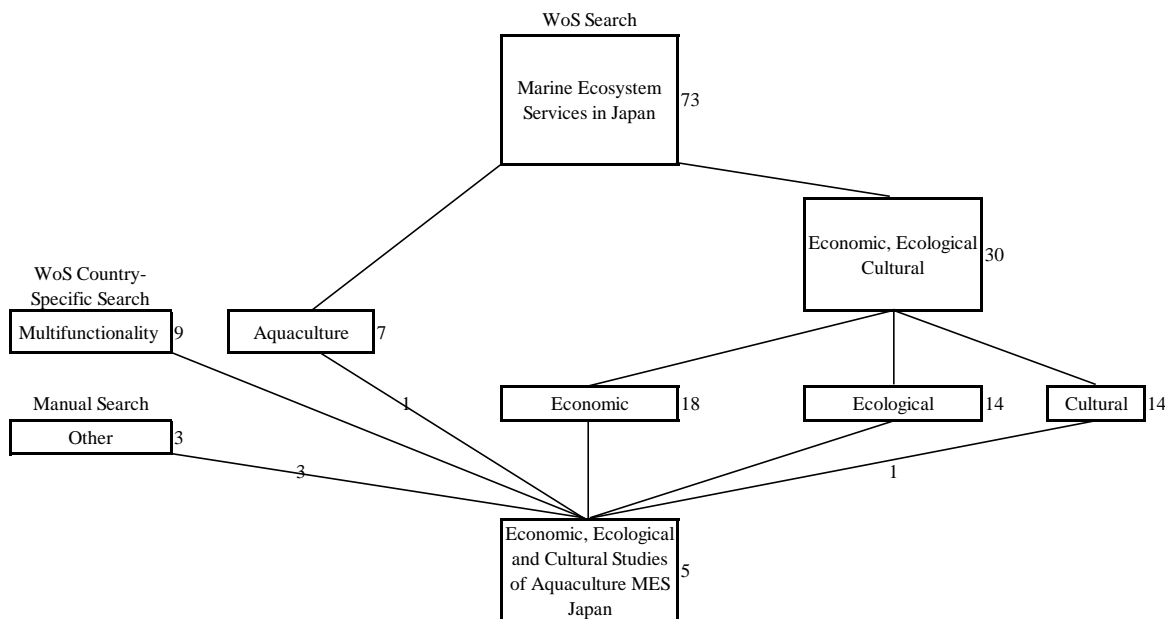 WoS Search
Marine Ecosystem
Services in Japan
73
Economic, Ecological
Cultural
30
WoS Country-
Specific Search
Multifunctionality
9
Aquaculture
7
Manual Search
Other
3
1
Economic
18
Ecological
14
Cultural
14
3
1
Economic, Ecological
and Cultural Studies
of Aquaculture MES
Japan
5